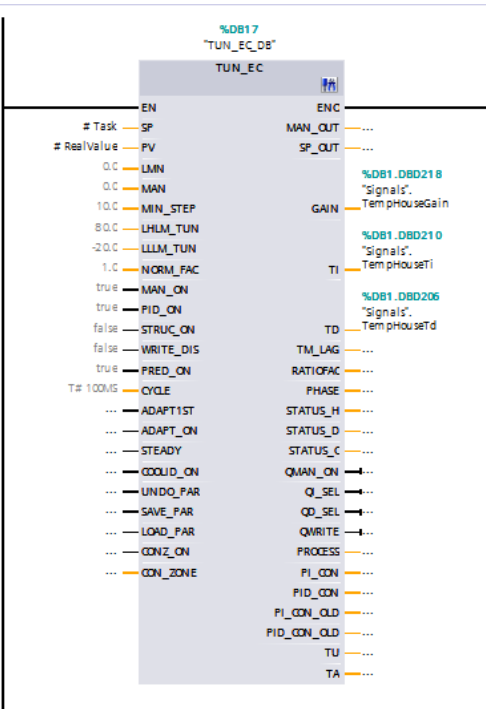 %DB17
"TUN_EC_DB"
TUN_EC
EN ENO
# Task SP MAN_OUT ...
# RealValue PV SP_OUT ...
0.0 LMN
%DB1.DBD218
0.0 MAN "Signals".
10.0 MIN_STEP GAIN TempHouseGain
80.0 LHLM_TUN
%DB1.DBD210
-20.0 LLLM_TUN "Signals".
1.0 NORM_FAC TI TempHouseTi
true MAN_ON
%DB1.DBD206
true PID_ON "Signals".
false STRUC_ON TD TempHouseTd
false WRITE_DIS TM_LAG ...
true PRED_ON RATIOFAC ...
T# 100MS CYCLE PHASE ...
... ADAPT1ST STATUS_H ...
... ADAPT_ON STATUS_D ...
... STEADY STATUS_C ...
... COOLID_ON QMAN_ON ...
... UNDO_PAR QI_SEL ...
... SAVE_PAR QD_SEL ...
... LOAD_PAR QWRITE ...
... CONZ_ON PROCESS ...
... CON_ZONE PI_CON ...
PID_CON ...
PI_CON_OLD ...
PID_CON_OLD ...
TU ...
TA ...